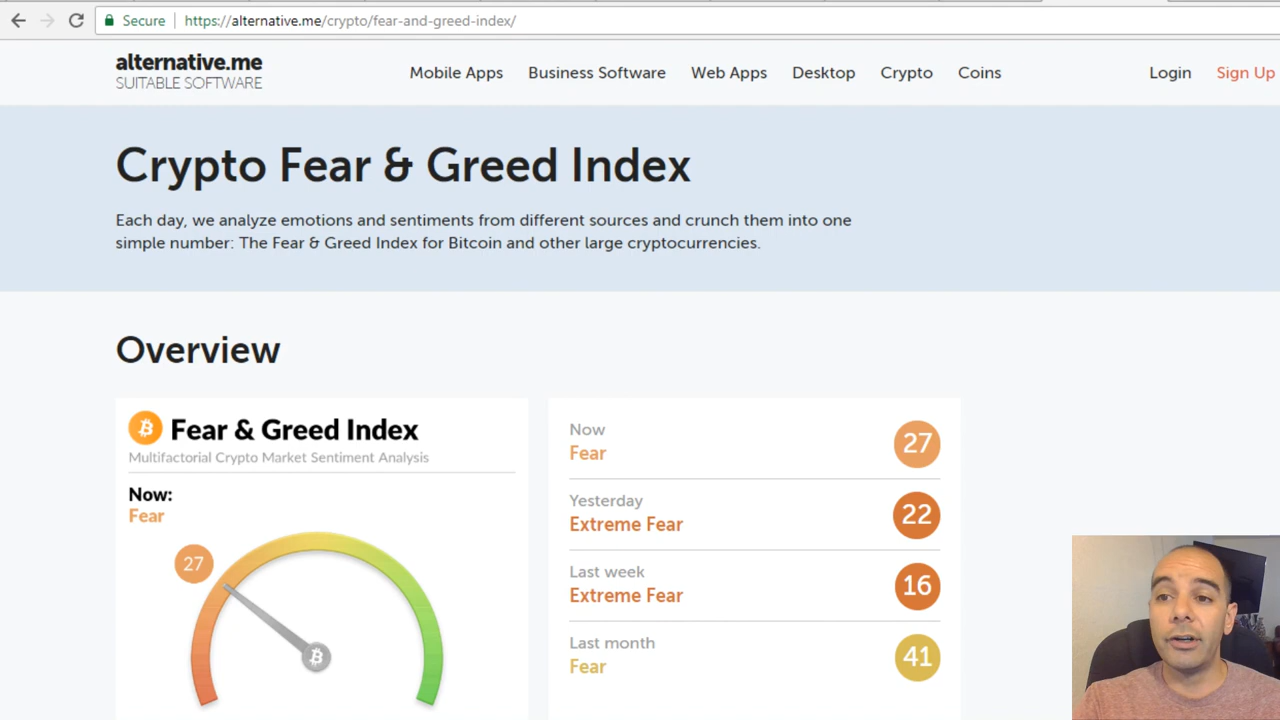 Secure https://alternative.me/crypto/fear-and-greed-index/
alternative.me
SUITABLE SOFTWARE
Mobile Apps Business Software Web Apps Desktop Crypto Coins Login Sign Up
Crypto Fear & Greed Index
Each day, we analyze emotions and sentiments from different sources and crunch them into one
simple number: The Fear & Greed Index for Bitcoin and other large cryptocurrencies.
Overview
Fear & Greed Index
Multifactorial Crypto Market Sentiment Analysis
Now:
Fear
27
Now
Fear
27
Yesterday
Extreme Fear
22
Last week
Extreme Fear
16
Last month
Fear
41